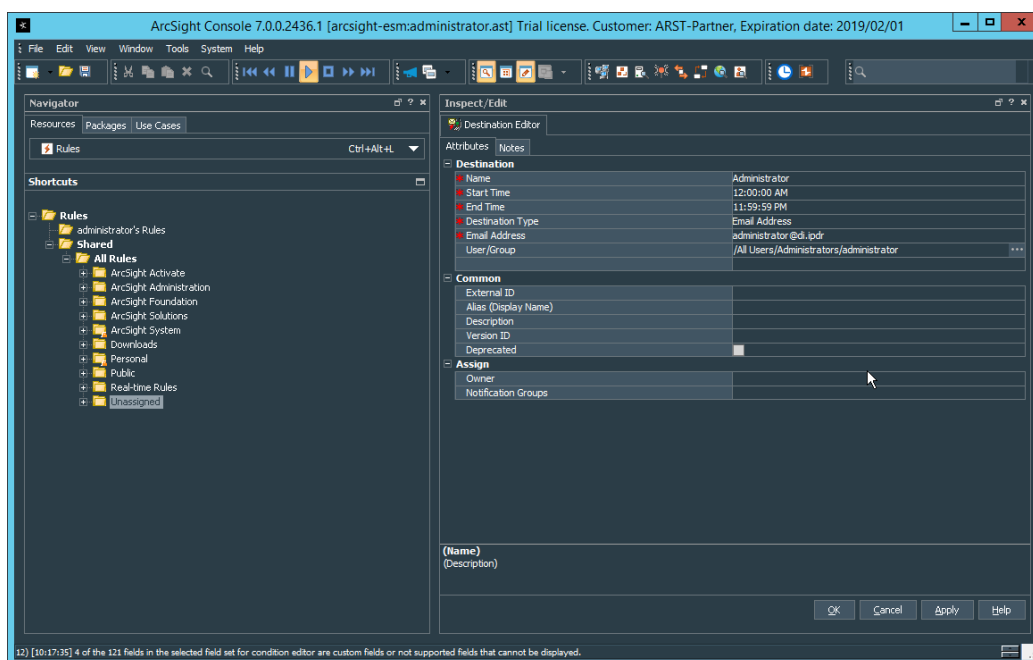 ArcSight Console 7.0.0.2436.1 [arcsight-esm:administrator.ast] Trial license. Customer: ARST-Partner, Expiration date: 2019/02/01
File Edit View Window Tools System Help
Navigator
Resources Packages Use Cases
Rules Ctrl+Alt+L
Shortcuts
Rules
administrator's Rules
Shared
All Rules
ArcSight Activate
ArcSight Administration
ArcSight Foundation
ArcSight Solutions
ArcSight System
Downloads
Personal
Public
Real-time Rules
Unassigned
Inspect/Edit
Destination Editor
Attributes Notes
Destination
Name Administrator
Start Time 12:00:00 AM
End Time 11:59:59 PM
Destination Type Email Address
Email Address administrator@di.ipdr
User/Group /All Users/Administrators/administrator
Common
External ID
Alias (Display Name)
Description
Version ID
Deprecated
Assign
Owner
Notification Groups
(Name)
(Description)
OK Cancel Apply Help
12) [10:17:35] 4 of the 121 fields in the selected field set for condition editor are custom fields or not supported fields that cannot be displayed.